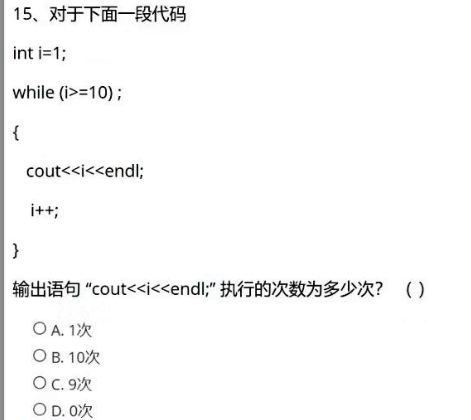 15、对于下面一段代码
int i=1;
while (i>=10) ;
{
cout<<i<<endl;
i++;
}
输出语句 “cout<<i<<endl;” 执行的次数为多少次? ( )
A. 1次
B. 10次
C. 9次
D. 0次